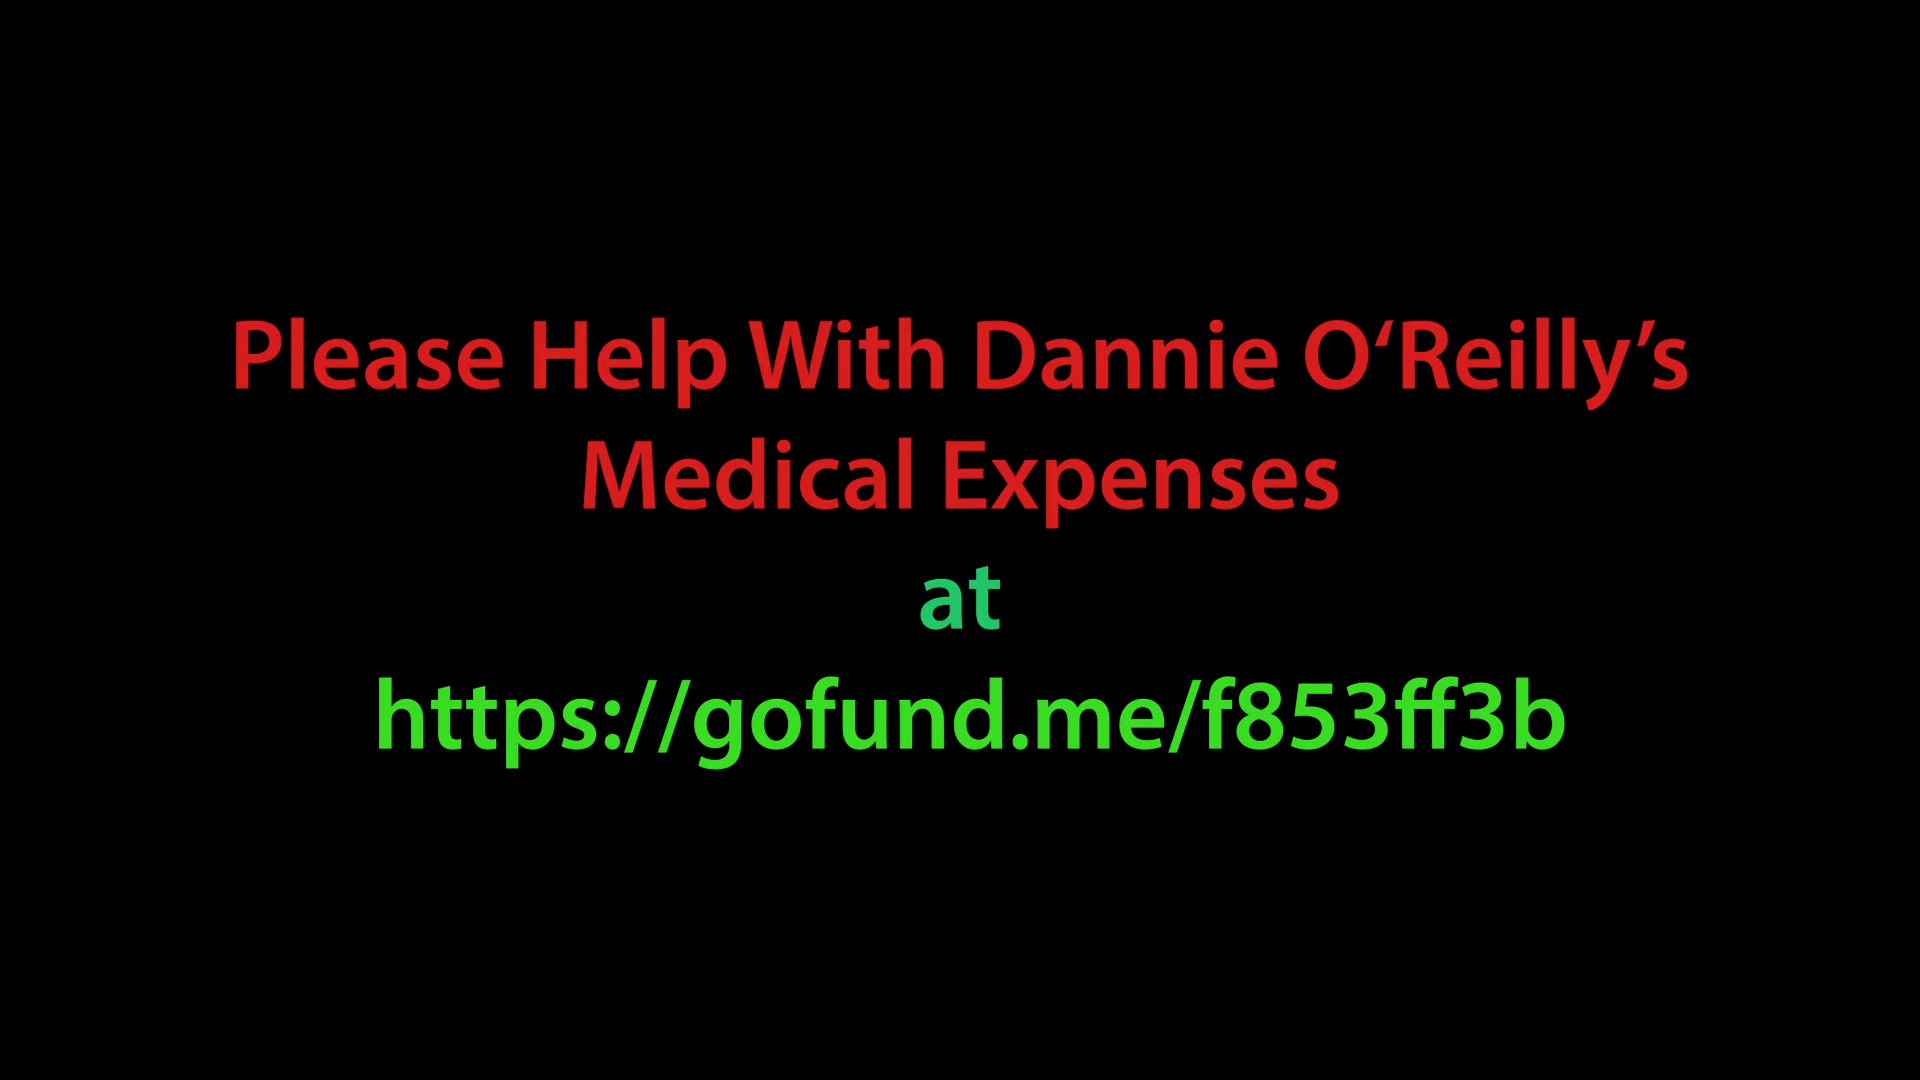 Please Help With Dannie O‘Reilly’s
Medical Expenses
at
https://gofund.me/f853ff3b